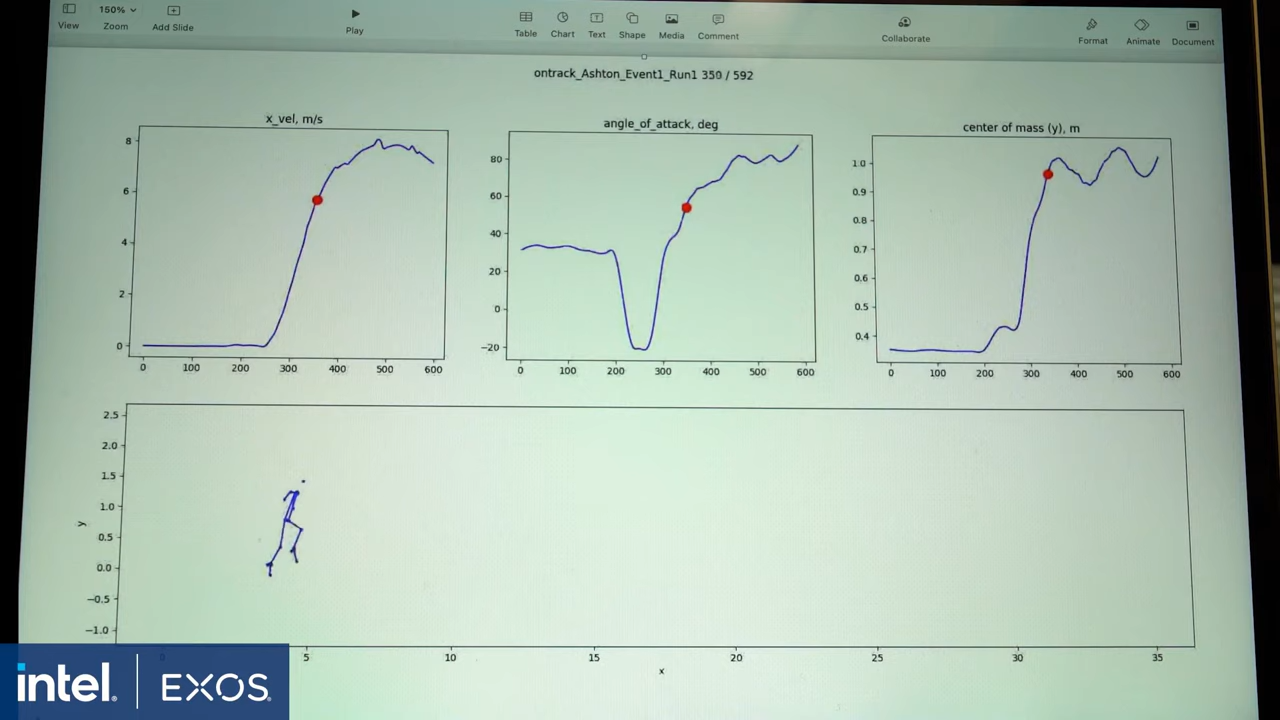 View
150%
Zoom
Add Slide
Play
Table
Chart
Text
Shape
Media
Comment
Collaborate
Format
Animate
Document
ontrack_Ashton_Event1_Run1 350 / 592
x_vel, m/s
8
6
4
2
0
0 100 200 300 400 500 600
angle_of_attack, deg
80
60
40
20
0
−20
0 100 200 300 400 500 600
center of mass (y), m
1.0
0.9
0.8
0.7
0.6
0.5
0.4
0 100 200 300 400 500 600
2.5
2.0
1.5
1.0
0.5
0.0
−0.5
−1.0
y
0 5 10 15 20 25 30 35
x
intel. | EXOS